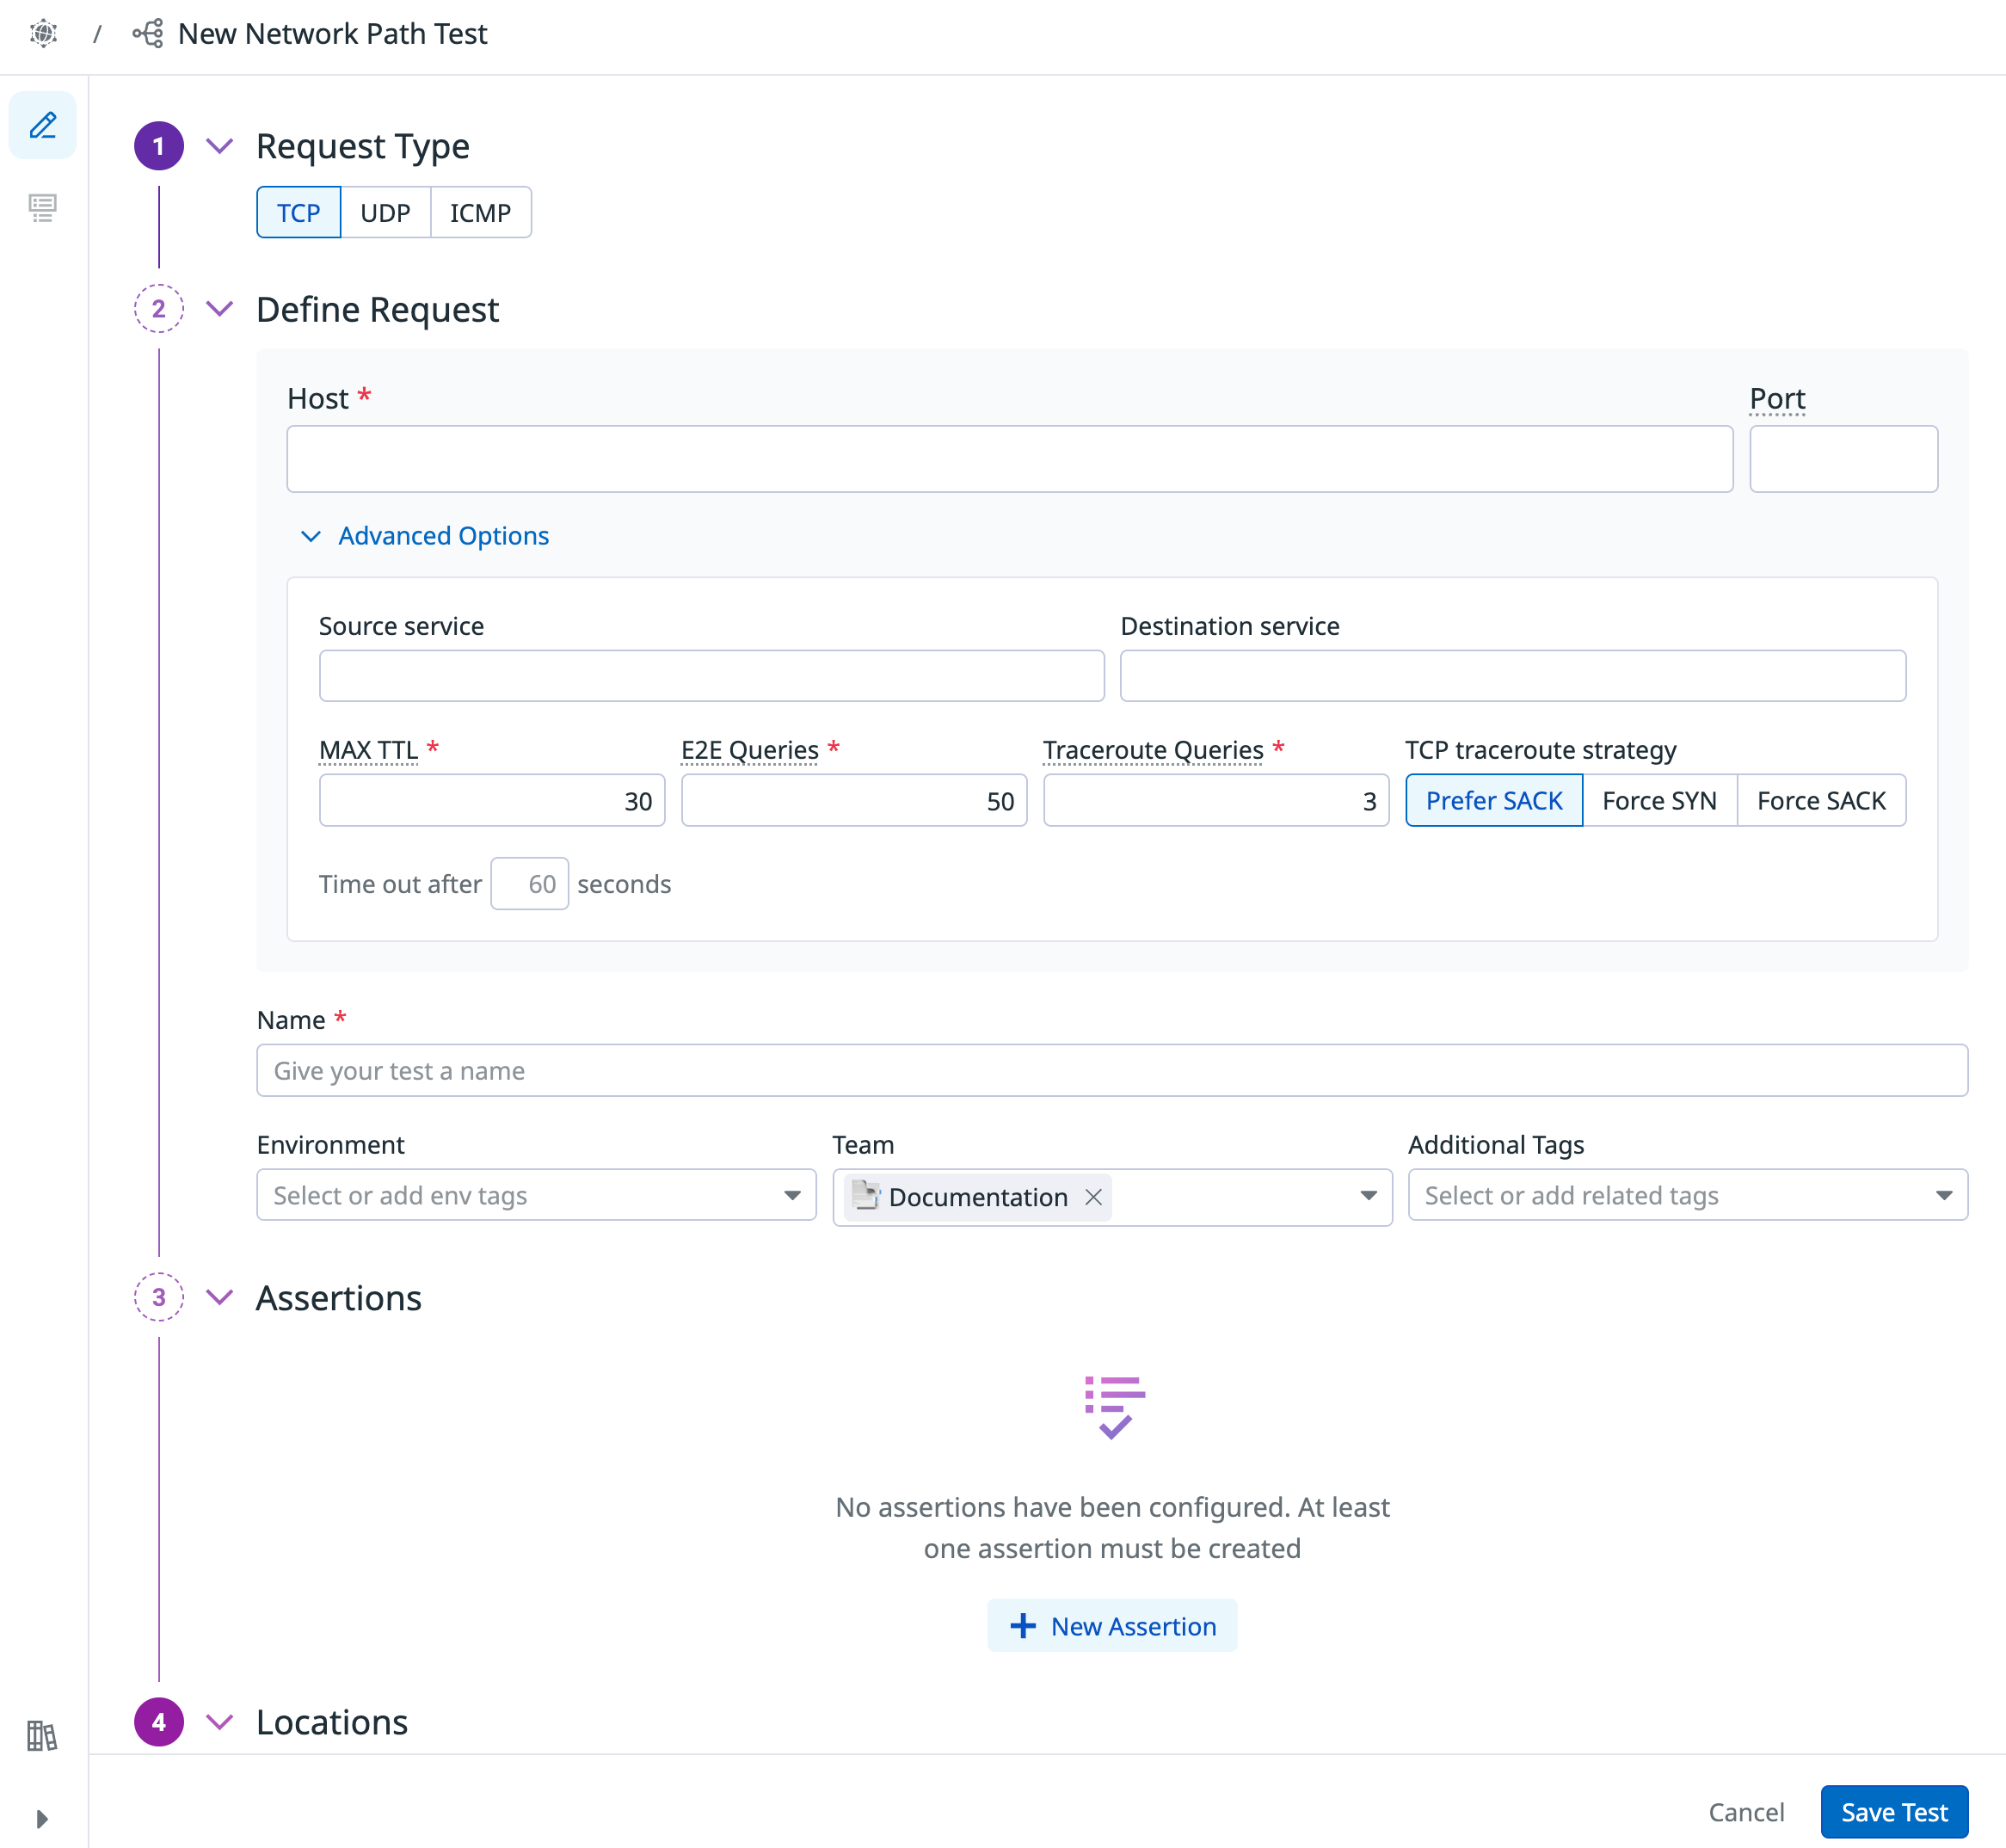 / New Network Path Test
1 Request Type
TCP UDP ICMP
2 Define Request
Host * Port
Advanced Options
Source service Destination service
MAX TTL * E2E Queries * Traceroute Queries * TCP traceroute strategy
30 50 3 Prefer SACK Force SYN Force SACK
Time out after 60 seconds
Name *
Give your test a name
Environment Team Additional Tags
Select or add env tags Documentation Select or add related tags
3 Assertions
No assertions have been configured. At least
one assertion must be created
New Assertion
4 Locations
Cancel Save Test